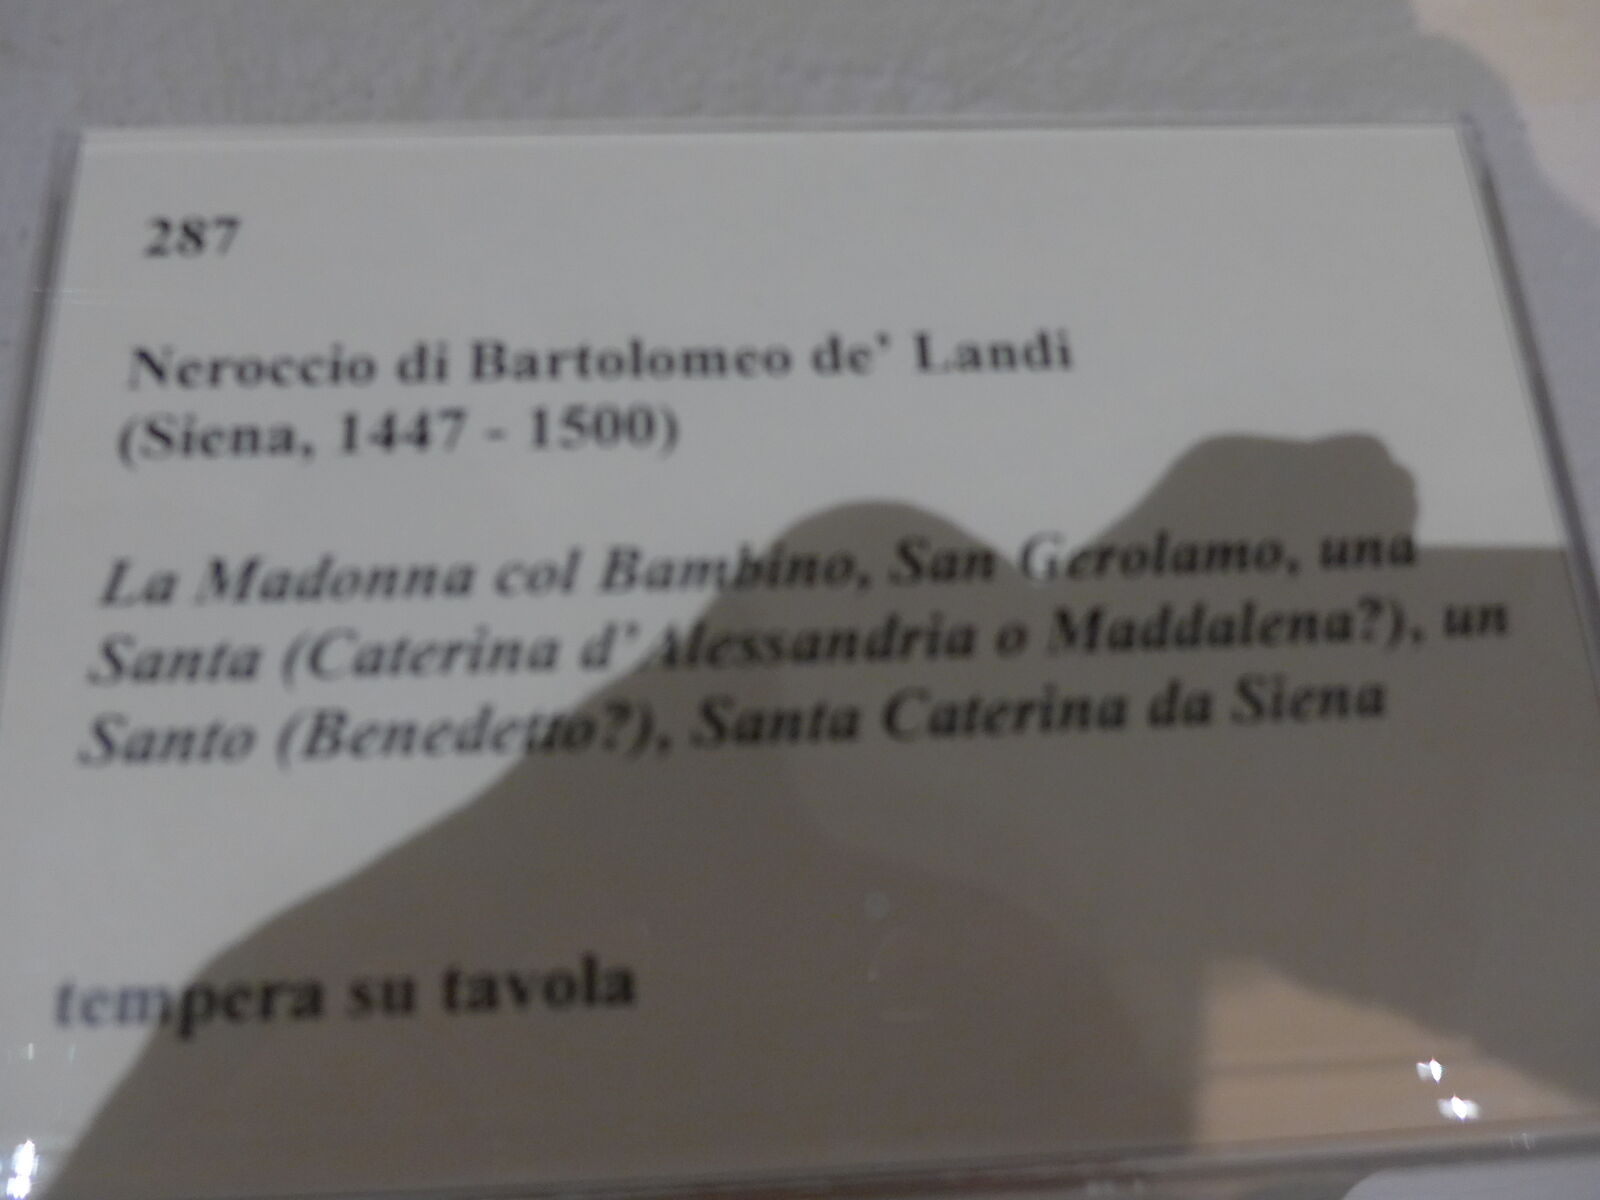 287
Neroccio di Bartolomeo de' Landi
(Siena, 1447 - 1500)
La Madonna col Bambino, San Gerolamo, una
Santa (Caterina d' Alessandria o Maddalena?), un
Santo (Benedetto?), Santa Caterina da Siena
tempera su tavola